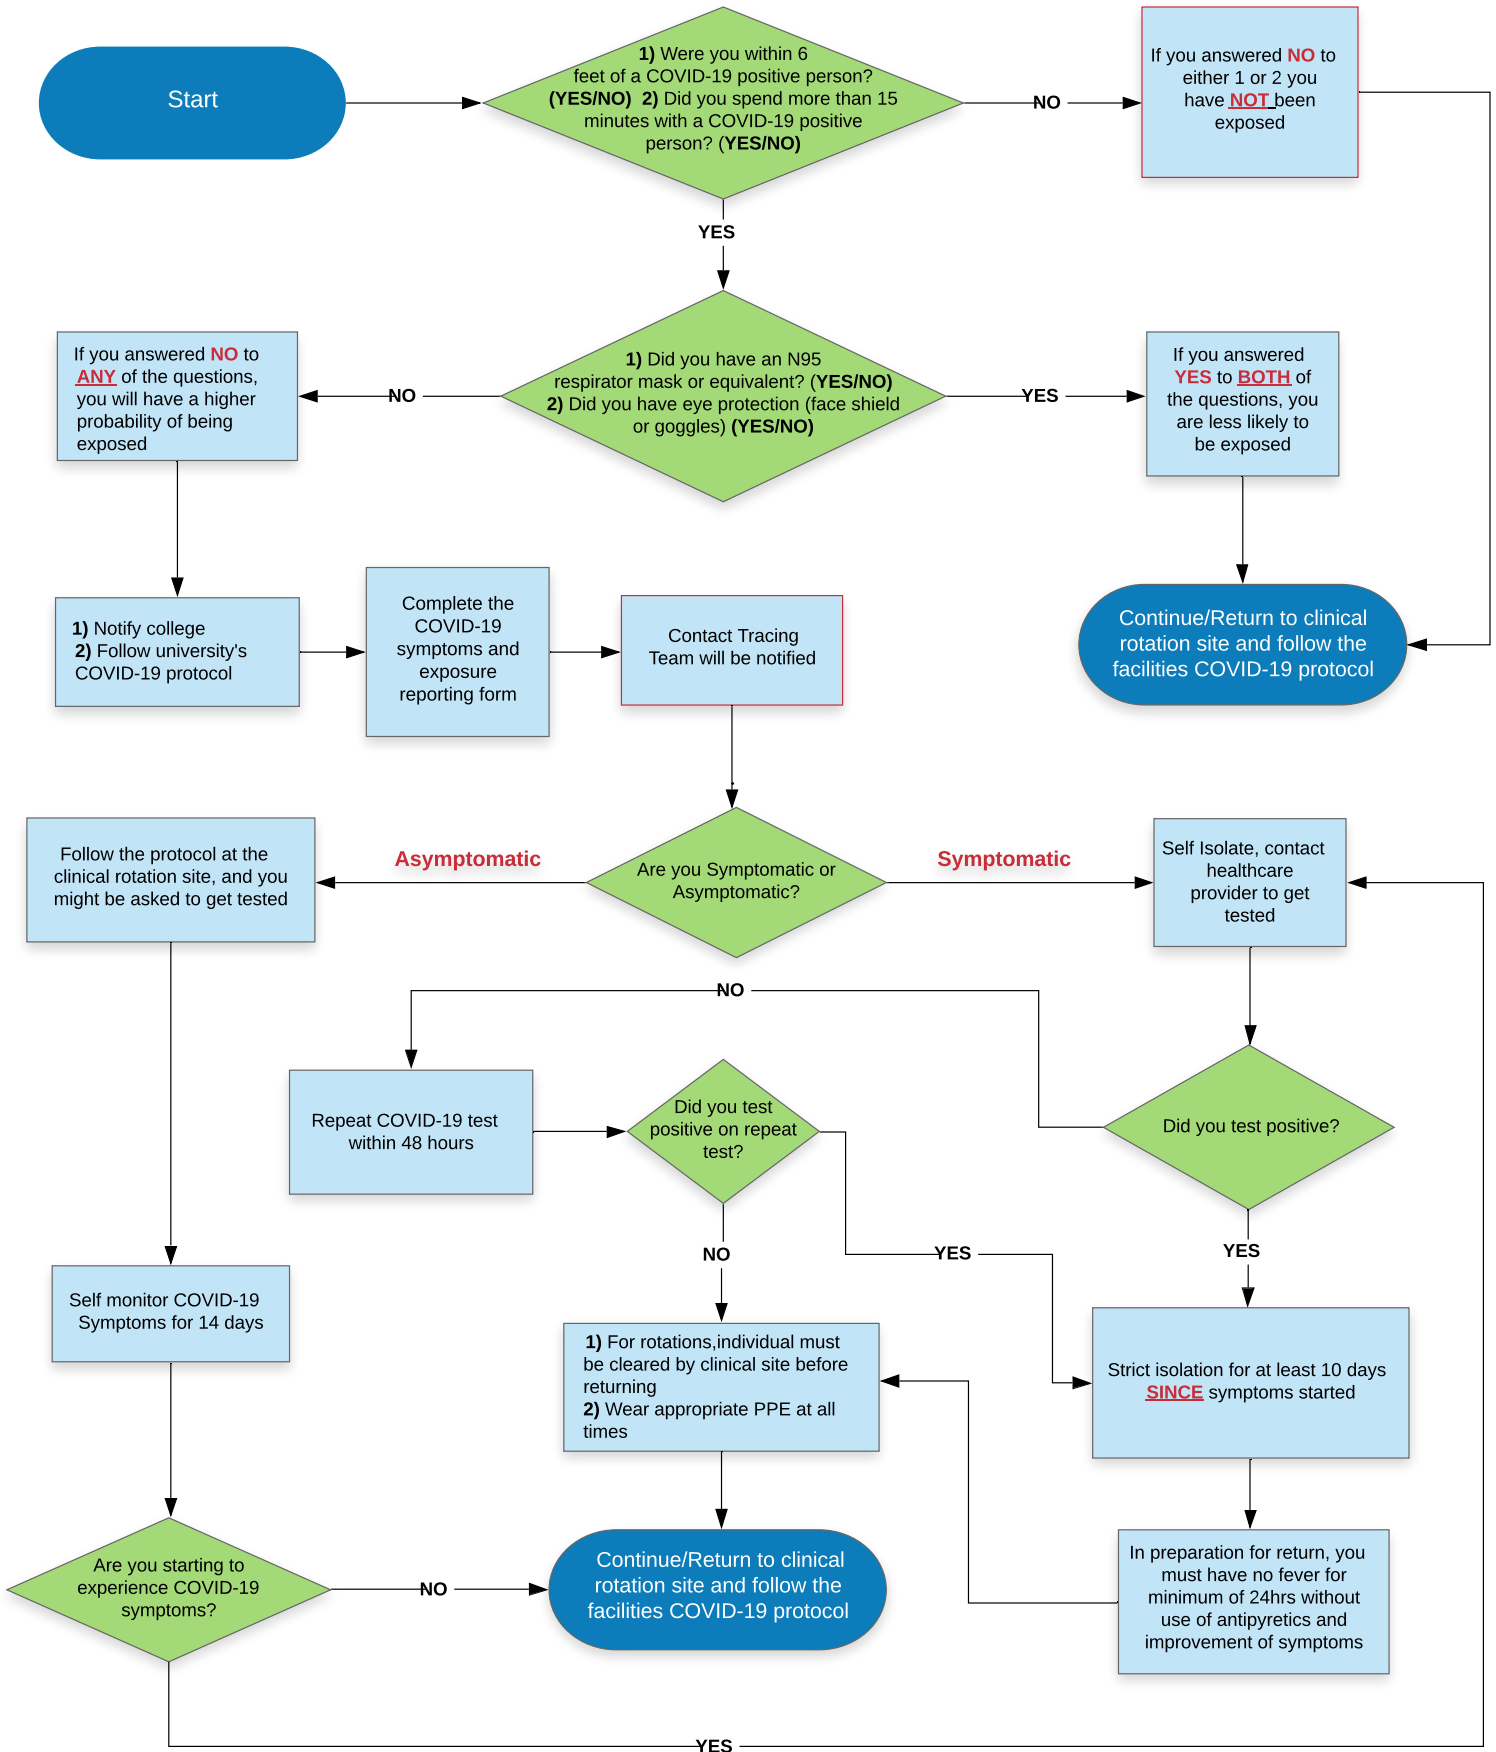 Start
1) Were you within 6
feet of a COVID-19 positive person?
(YES/NO)  2) Did you spend more than 15
minutes with a COVID-19 positive
person? (YES/NO)
NO
If you answered NO to
either 1 or 2 you
have NOT been
exposed
YES
If you answered NO to
ANY of the questions,
you will have a higher
probability of being
exposed
NO
1) Did you have an N95
respirator mask or equivalent? (YES/NO)
2) Did you have eye protection (face shield
or goggles) (YES/NO)
YES
If you answered
YES to BOTH of
the questions, you
are less likely to
be exposed
1) Notify college
2) Follow university's
COVID-19 protocol
Complete the
COVID-19
symptoms and
exposure
reporting form
Contact Tracing
Team will be notified
Continue/Return to clinical
rotation site and follow the
facilities COVID-19 protocol
Follow the protocol at the
clinical rotation site, and you
might be asked to get tested
Asymptomatic
Are you Symptomatic or
Asymptomatic?
Symptomatic
Self Isolate, contact
healthcare
provider to get
tested
NO
Repeat COVID-19 test
within 48 hours
Did you test
positive on repeat
test?
Did you test positive?
NO
YES
YES
Self monitor COVID-19
Symptoms for 14 days
1) For rotations,individual must
be cleared by clinical site before
returning
2) Wear appropriate PPE at all
times
Strict isolation for at least 10 days
SINCE symptoms started
Are you starting to
experience COVID-19
symptoms?
NO
Continue/Return to clinical
rotation site and follow the
facilities COVID-19 protocol
In preparation for return, you
must have no fever for
minimum of 24hrs without
use of antipyretics and
improvement of symptoms
YES